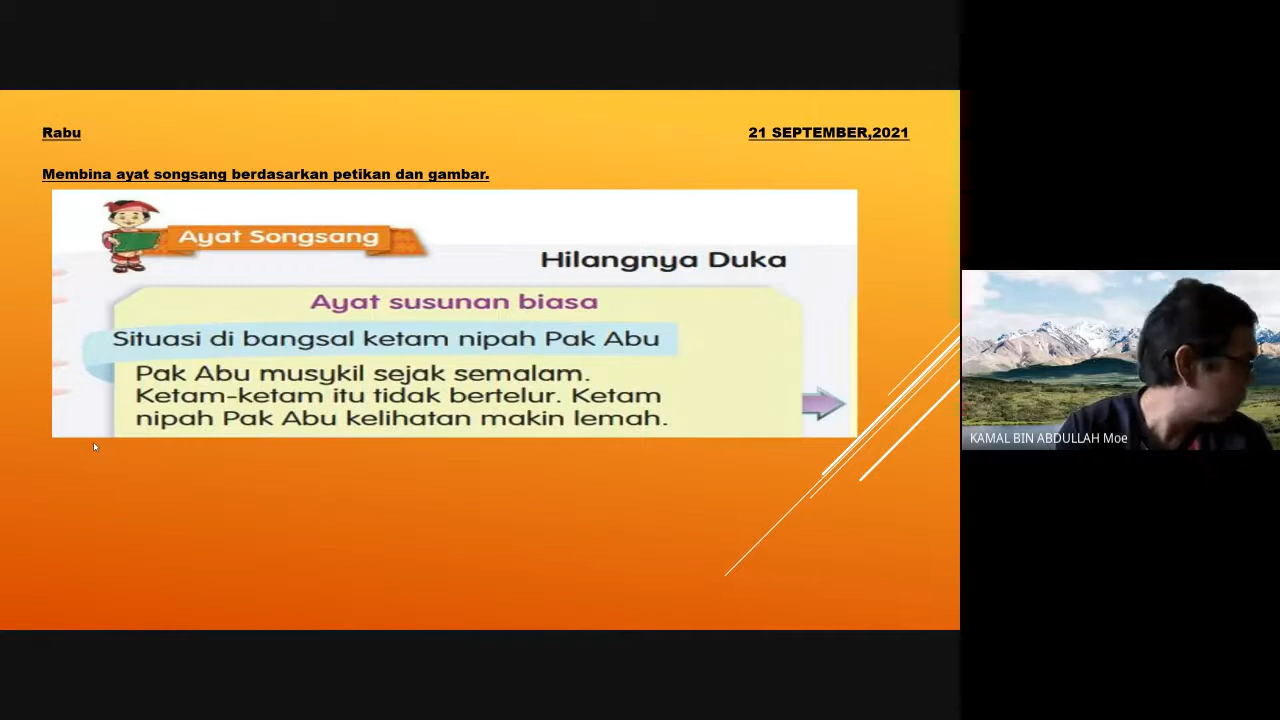 Rabu
21 SEPTEMBER,2021
Membina ayat songsang berdasarkan petikan dan gambar.
Ayat Songsang
Hilangnya Duka
Ayat susunan biasa
Situasi di bangsal ketam nipah Pak Abu
Pak Abu musykil sejak semalam.
Ketam-ketam itu tidak bertelur. Ketam
nipah Pak Abu kelihatan makin lemah.
KAMAL BIN ABDULLAH Moe